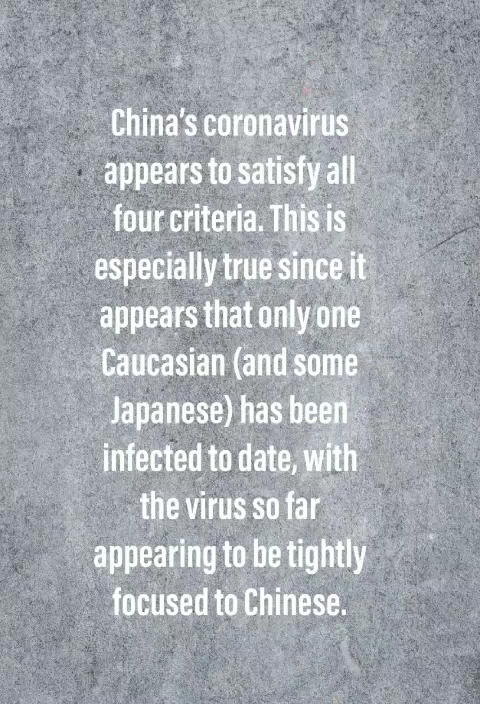 China's coronavirus
appears to satisfy all
four criteria. This is
especially true since it
appears that only one
Caucasian (and some
Japanese) has been
infected to date, with
the virus so far
appearing to be tightly
focused to Chinese.